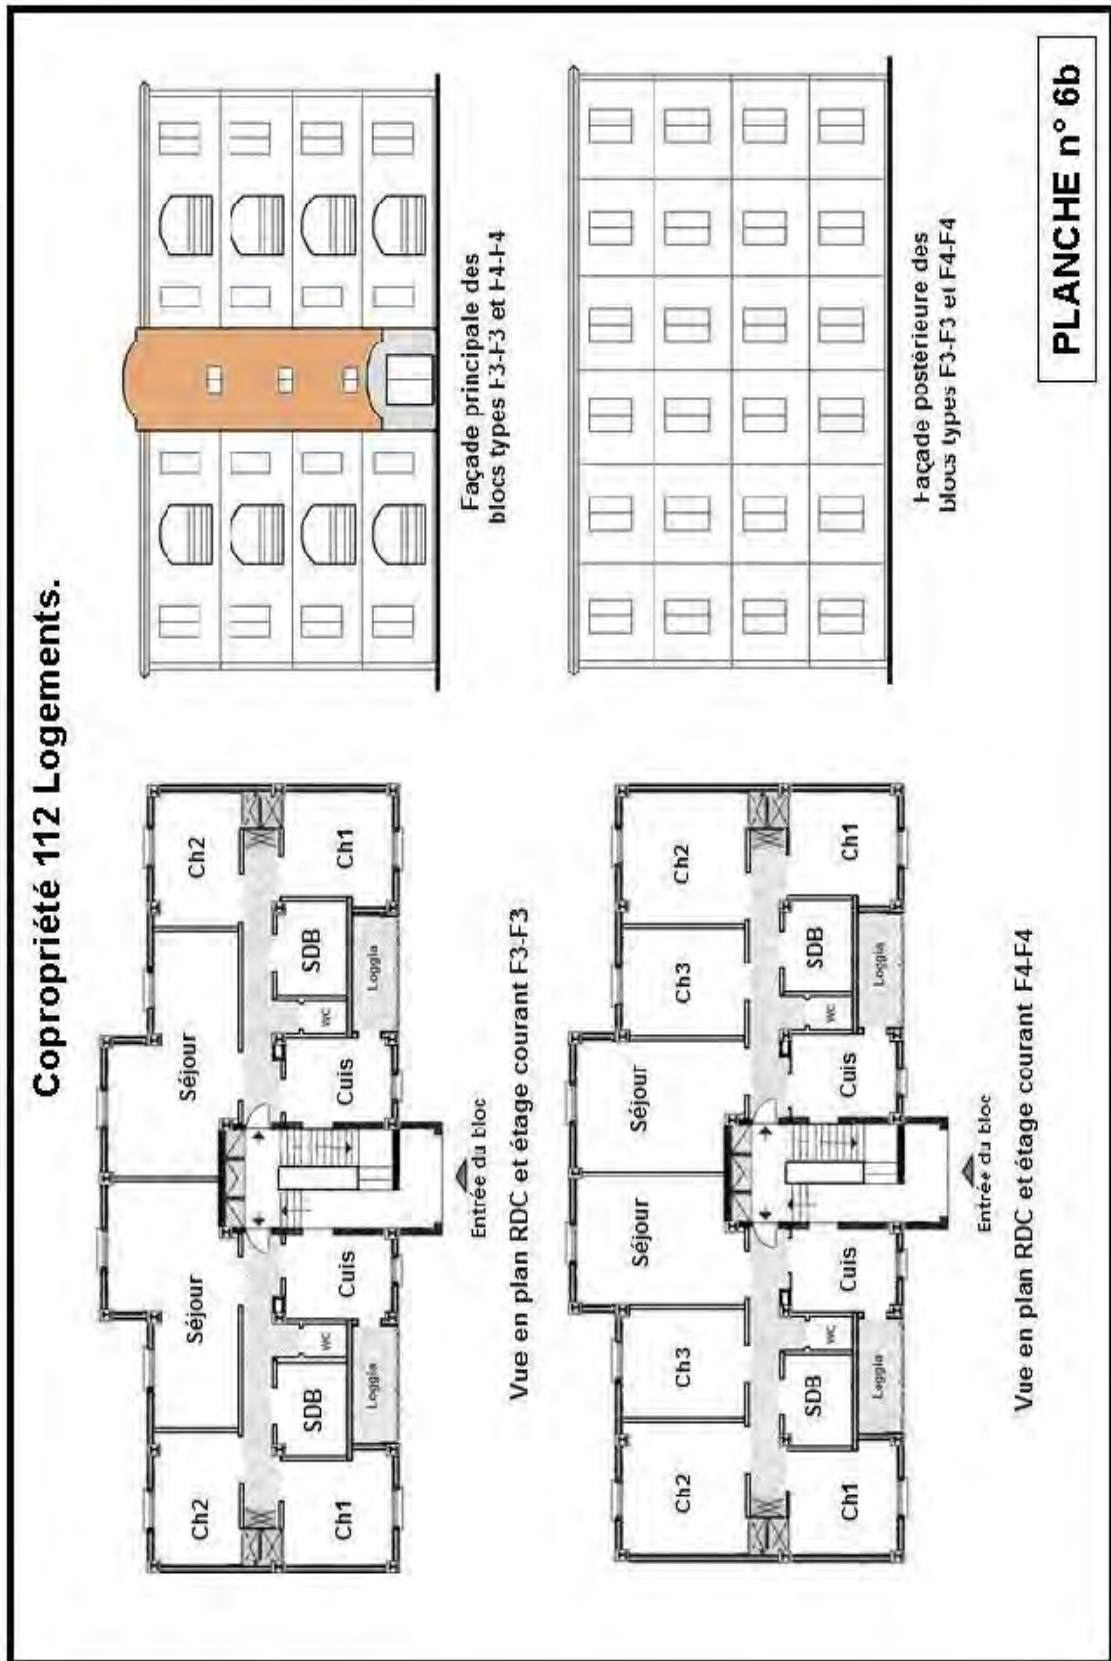 Copropriété 112 Logements.
Ch2
Séjour
Séjour
Ch2
Ch1
SDB
WC
Loggia
Cuis
Cuis
WC
SDB
Loggia
Ch1
Entrée du bloc
Vue en plan RDC et étage courant F3-F3
Ch2
Ch3
Séjour
Séjour
Ch3
Ch2
Ch1
SDB
WC
Loggia
Cuis
Cuis
WC
SDB
Loggia
Ch1
Entrée du bloc
Vue en plan RDC et étage courant F4-F4
Façade principale des
blocs types F3-F3 et F4-F4
Façade postérieure des
blocs types F3-F3 et F4-F4
PLANCHE n° 6b